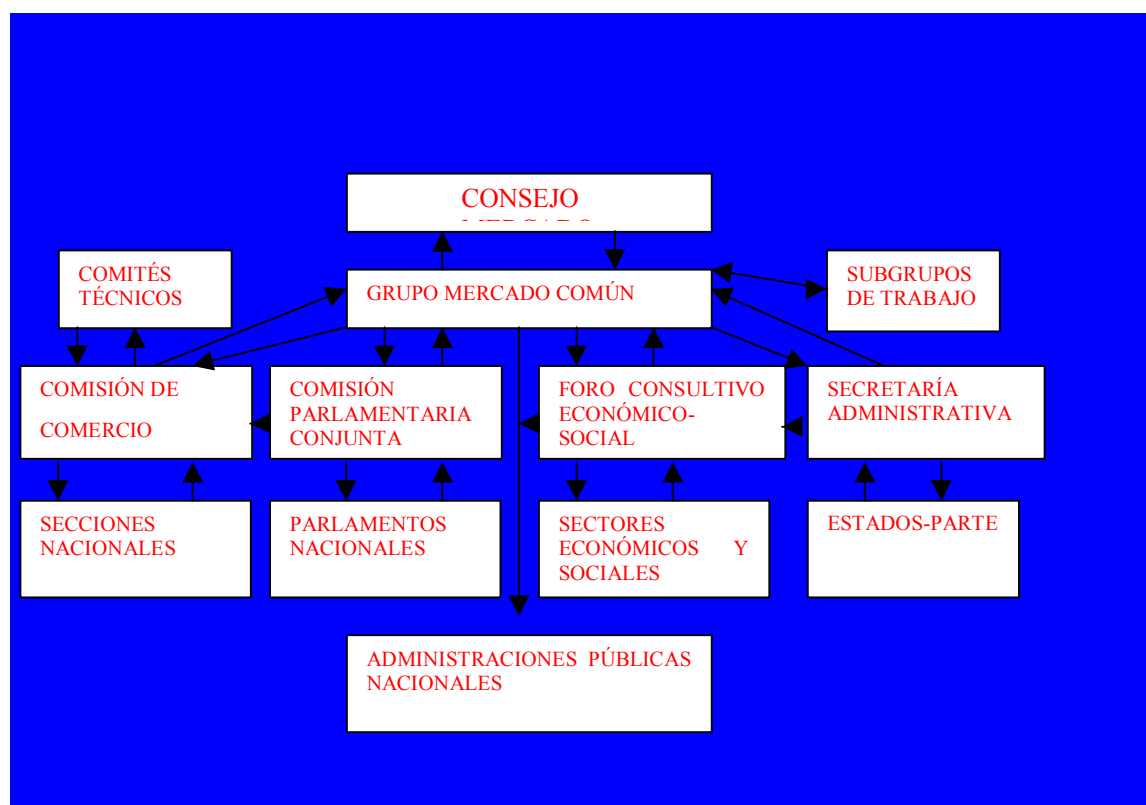 CONSEJO
MERCADO
COMITÉS
TÉCNICOS
GRUPO MERCADO COMÚN
SUBGRUPOS
DE TRABAJO
COMISIÓN DE
COMERCIO
COMISIÓN
PARLAMENTARIA
CONJUNTA
FORO CONSULTIVO
ECONÓMICO-
SOCIAL
SECRETARÍA
ADMINISTRATIVA
SECCIONES
NACIONALES
PARLAMENTOS
NACIONALES
SECTORES
ECONÓMICOS Y
SOCIALES
ESTADOS-PARTE
ADMINISTRACIONES PÚBLICAS
NACIONALES